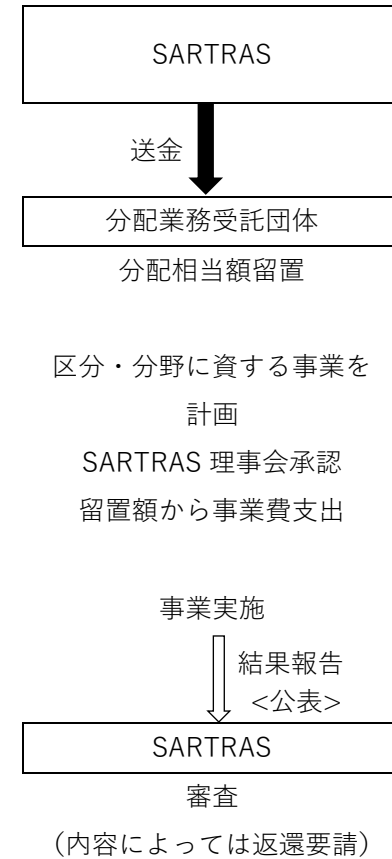 SARTRAS
送金
分配業務受託団体
分配相当額留置
区分・分野に資する事業を
計画
SARTRAS 理事会承認
留置額から事業費支出
事業実施
結果報告
<公表>
SARTRAS
審査
（内容によっては返還要請）